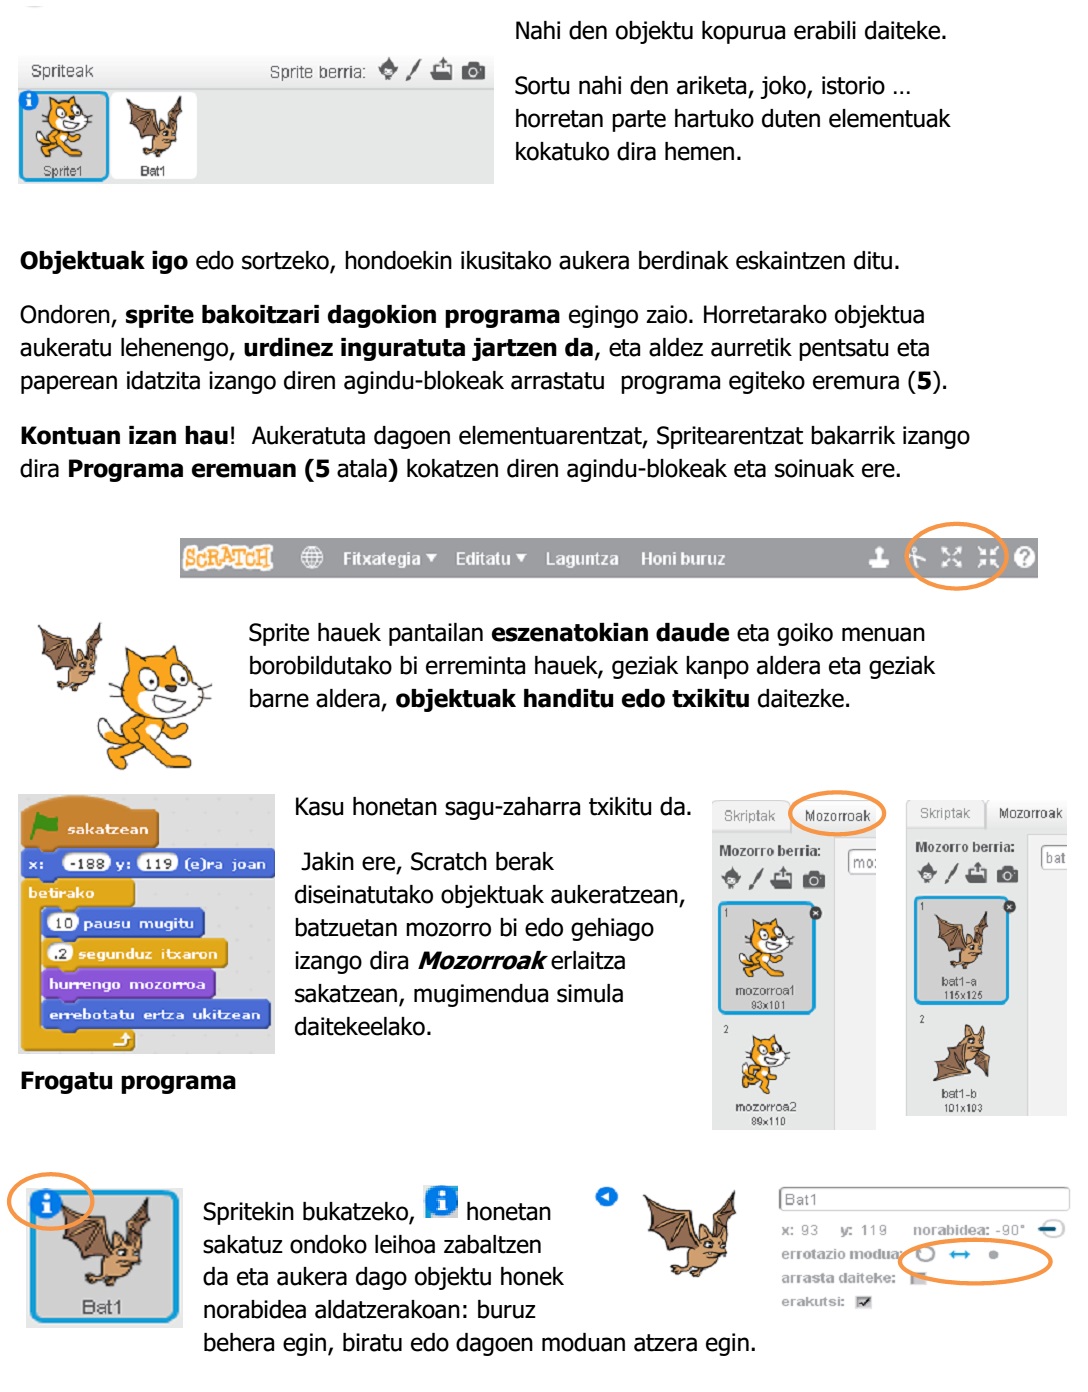 Nahi den objektu kopurua erabili daiteke.
Spriteak
Sprite berria:
Sprite1
Bat1
Sortu nahi den ariketa, joko, istorio ...
horretan parte hartuko duten elementuak
kokatuko dira hemen.
Objektuak igo edo sortzeko, hondoekin ikusitako aukera berdinak eskaintzen ditu.
Ondoren, sprite bakoitzari dagokion programa egingo zaio. Horretarako objektua
aukeratu lehenengo, urdinez inguratuta jartzen da, eta aldez aurretik pentsatu eta
paperean idatzita izango diren agindu-blokeak arrastatu programa egiteko eremura (5).
Kontuan izan hau! Aukeratuta dagoen elementuarentzat, Spritearentzat bakarrik izango
dira Programa eremuan (5 atala) kokatzen diren agindu-blokeak eta soinuak ere.
SCRATCH Fitxategia Editatu Laguntza Honi buruz ?
Sprite hauek pantailan eszenatokian daude eta goiko menuan
borobildutako bi erreminta hauek, geziak kanpo aldera eta geziak
barne aldera, objektuak handitu edo txikitu daitezke.
sakatzean
x: -188 y: 119 (e)ra joan
betirako
10 pausu mugitu
.2 segunduz itxaron
hurrengo mozorroa
errebotatu ertza ukitzean
Frogatu programa
Kasu honetan sagu-zaharra txikitu da.
Jakin ere, Scratch berak
diseinatutako objektuak aukeratzean,
batzuetan mozorro bi edo gehiago
izango dira Mozorroak erlaitza
sakatzean, mugimendua simula
daitekeelako.
Skriptak Mozorroak
Mozorro berria:
moz
1
mozorroa1
93x101
2
mozorroa2
89x110
Skriptak Mozorroak
Mozorro berria:
bat
1
bat1-a
115x125
2
bat1-b
101x103
i
Bat1
Spritekin bukatzeko, i honetan
sakatuz ondoko leihoa zabaltzen
da eta aukera dago objektu honek
norabidea aldatzerakoan: buruz
behera egin, biratu edo dagoen moduan atzera egin.
Bat1
x: 93 y: 119 norabidea: -90°
errotazio modua:
arrasta daiteke:
erakutsi: